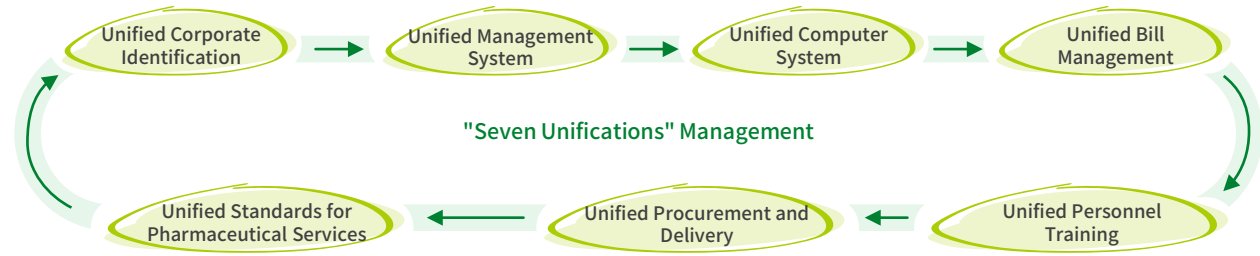 Unified Corporate
Identification
Unified Management
System
Unified Computer
System
Unified Bill
Management
"Seven Unifications" Management
Unified Standards for
Pharmaceutical Services
Unified Procurement and
Delivery
Unified Personnel
Training